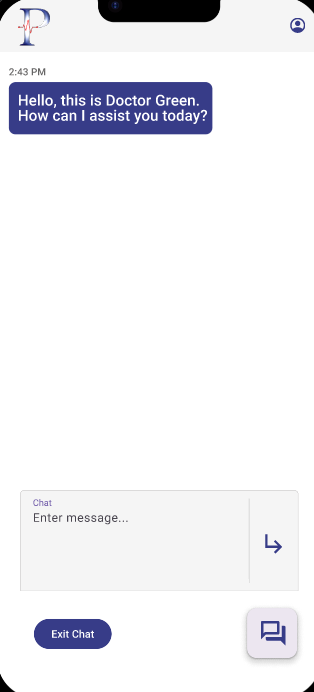 P
2:43 PM
Hello, this is Doctor Green.
How can I assist you today?
Chat
Enter message...
Exit Chat